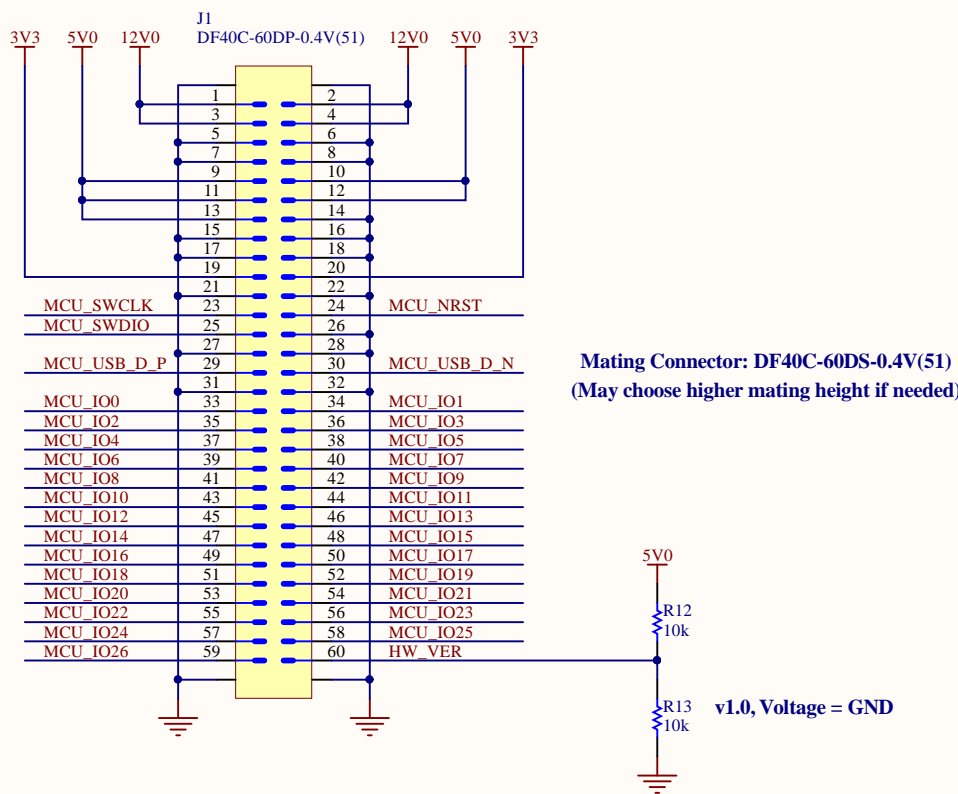 J1
DF40C-60DP-0.4V(51)
3V3 5V0 12V0 12V0 5V0 3V3
1 2
3 4
5 6
7 8
9 10
11 12
13 14
15 16
17 18
19 20
21 22
MCU_SWCLK 23 24 MCU_NRST
MCU_SWDIO 25 26
27 28
MCU_USB_D_P 29 30 MCU_USB_D_N
31 32
MCU_IO0 33 34 MCU_IO1
MCU_IO2 35 36 MCU_IO3
MCU_IO4 37 38 MCU_IO5
MCU_IO6 39 40 MCU_IO7
MCU_IO8 41 42 MCU_IO9
MCU_IO10 43 44 MCU_IO11
MCU_IO12 45 46 MCU_IO13
MCU_IO14 47 48 MCU_IO15
MCU_IO16 49 50 MCU_IO17
MCU_IO18 51 52 MCU_IO19
MCU_IO20 53 54 MCU_IO21
MCU_IO22 55 56 MCU_IO23
MCU_IO24 57 58 MCU_IO25
MCU_IO26 59 60 HW_VER
Mating Connector: DF40C-60DS-0.4V(51)
(May choose higher mating height if needed)
5V0
R12
10k
R13
10k
v1.0, Voltage = GND